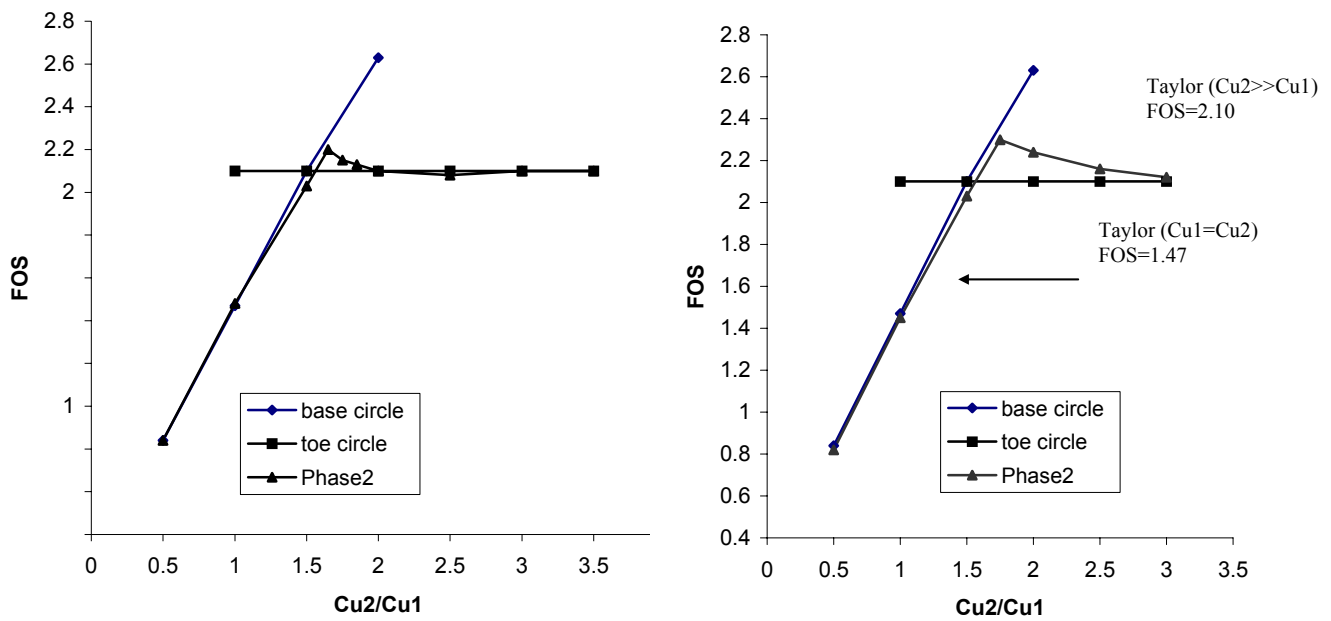 2.8
2.6
2.4
2.2
2
1
FOS
base circle
toe circle
Phase2
0 0.5 1 1.5 2 2.5 3 3.5
Cu2/Cu1
2.8
2.6
2.4
2.2
2
1.8
1.6
1.4
1.2
1
0.8
0.6
0.4
FOS
Taylor (Cu2>>Cu1)
FOS=2.10
Taylor (Cu1=Cu2)
FOS=1.47
base circle
toe circle
Phase2
0 0.5 1 1.5 2 2.5 3 3.5
Cu2/Cu1